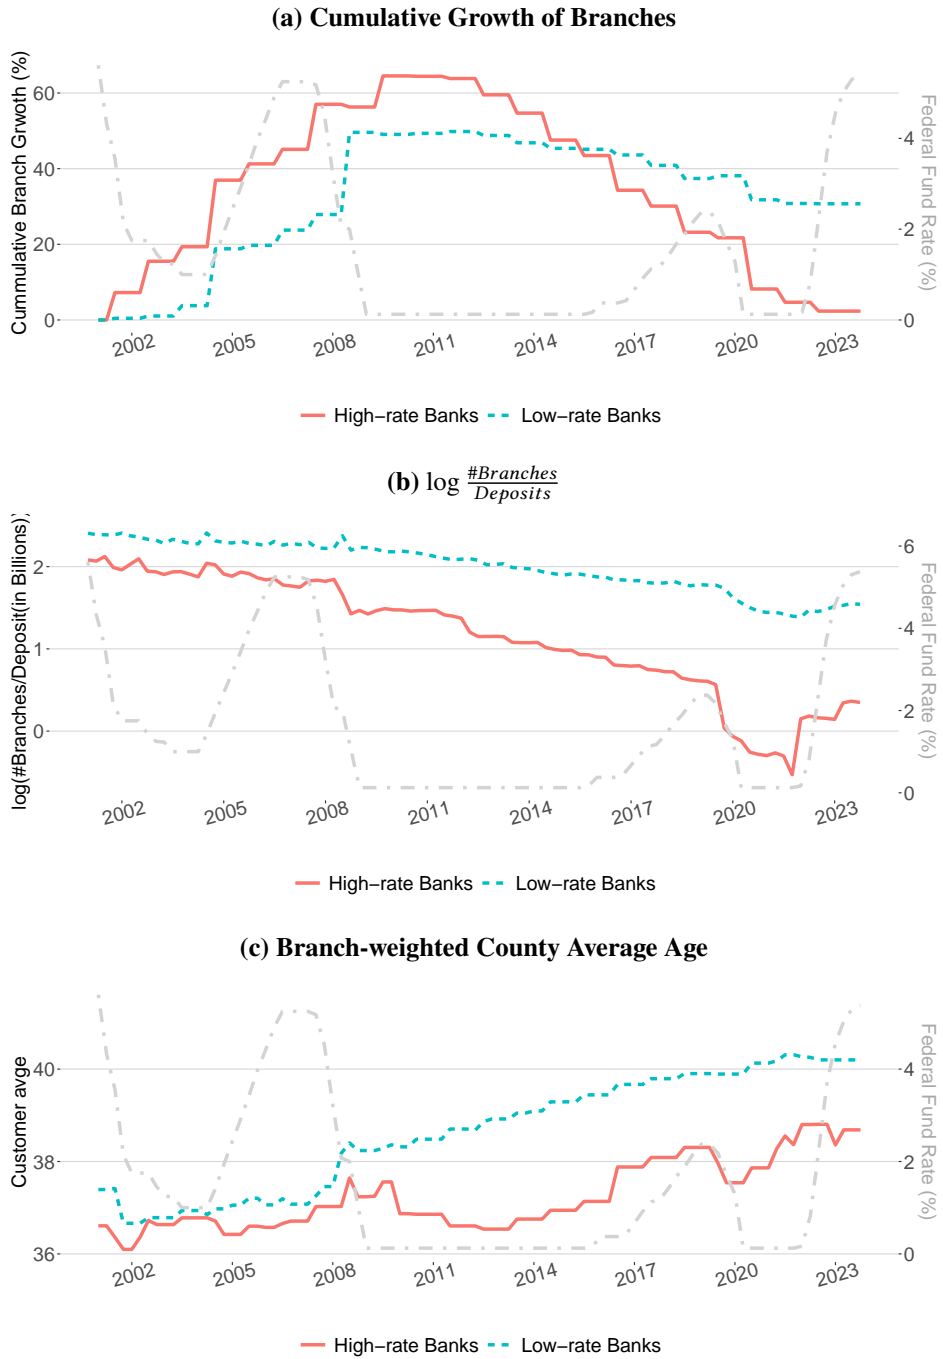 (a) Cumulative Growth of Branches
Cummulative Branch Grwoth (%)
60
40
20
0
4
2
0
Federal Fund Rate (%)
2002 2005 2008 2011 2014 2017 2020 2023
High−rate Banks Low−rate Banks
(b) log #Branches/Deposits
log(#Branches/Deposit(in Billions))
2
1
0
6
4
2
0
Federal Fund Rate (%)
2002 2005 2008 2011 2014 2017 2020 2023
High−rate Banks Low−rate Banks
(c) Branch-weighted County Average Age
Customer avge
40
38
36
4
2
0
Federal Fund Rate (%)
2002 2005 2008 2011 2014 2017 2020 2023
High−rate Banks Low−rate Banks